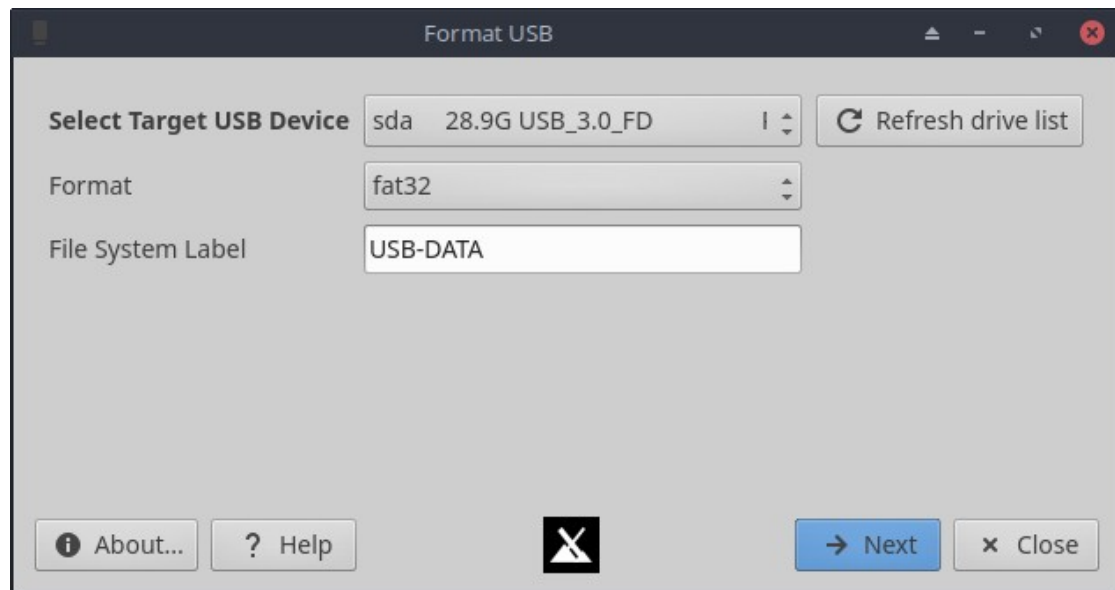 Format USB
Select Target USB Device sda 28.9G USB_3.0_FD Refresh drive list
Format fat32
File System Label USB-DATA
About... ? Help Next Close